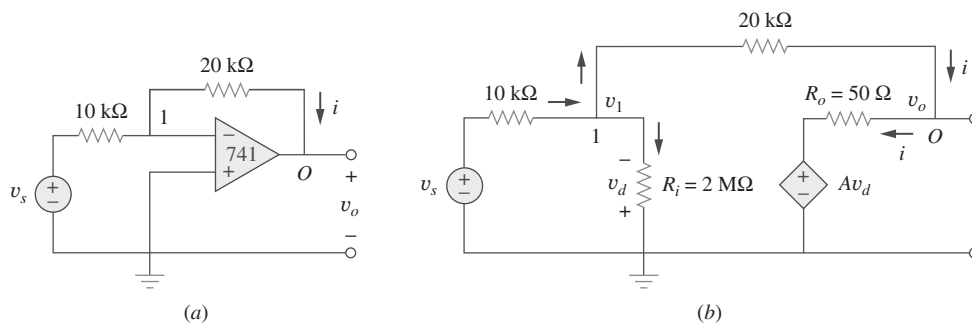 20 kΩ
10 kΩ
1
i
−
741
+
O
v_s
+
−
+
v_o
−
(a)
20 kΩ
i
10 kΩ
v_1
R_o = 50 Ω
v_o
1
O
i
−
v_s
+
−
v_d
R_i = 2 MΩ
+
+
−
Av_d
(b)